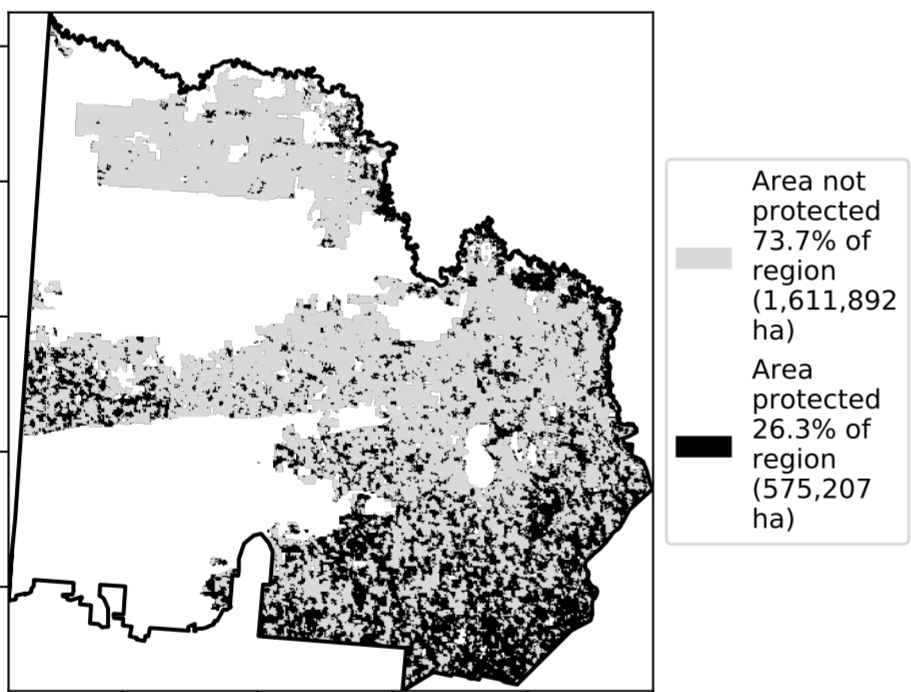 Area not
protected
73.7% of
region
(1,611,892
ha)
Area
protected
26.3% of
region
(575,207
ha)